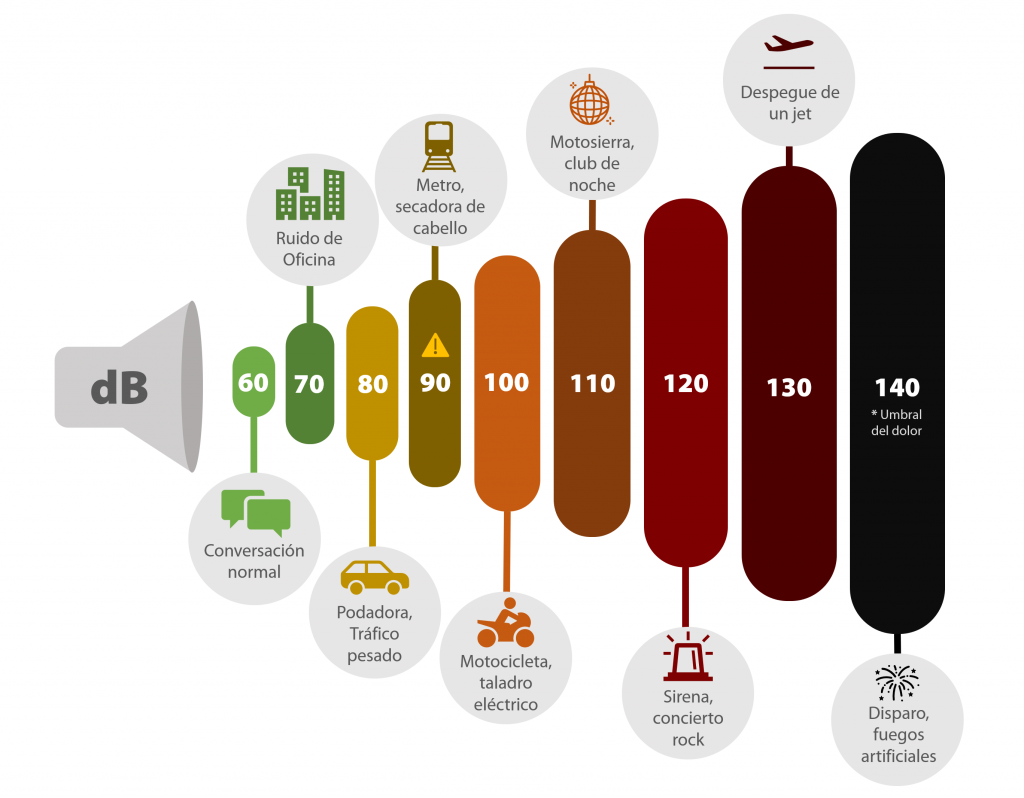 dB
60
Conversación
normal
70
Ruido de
Oficina
80
Podadora,
Tráfico
pesado
90
Metro,
secadora de
cabello
100
Motocicleta,
taladro
eléctrico
110
Motosierra,
club de
noche
120
Sirena,
concierto
rock
130
Despegue de
un jet
140
* Umbral
del dolor
Disparo,
fuegos
artificiales